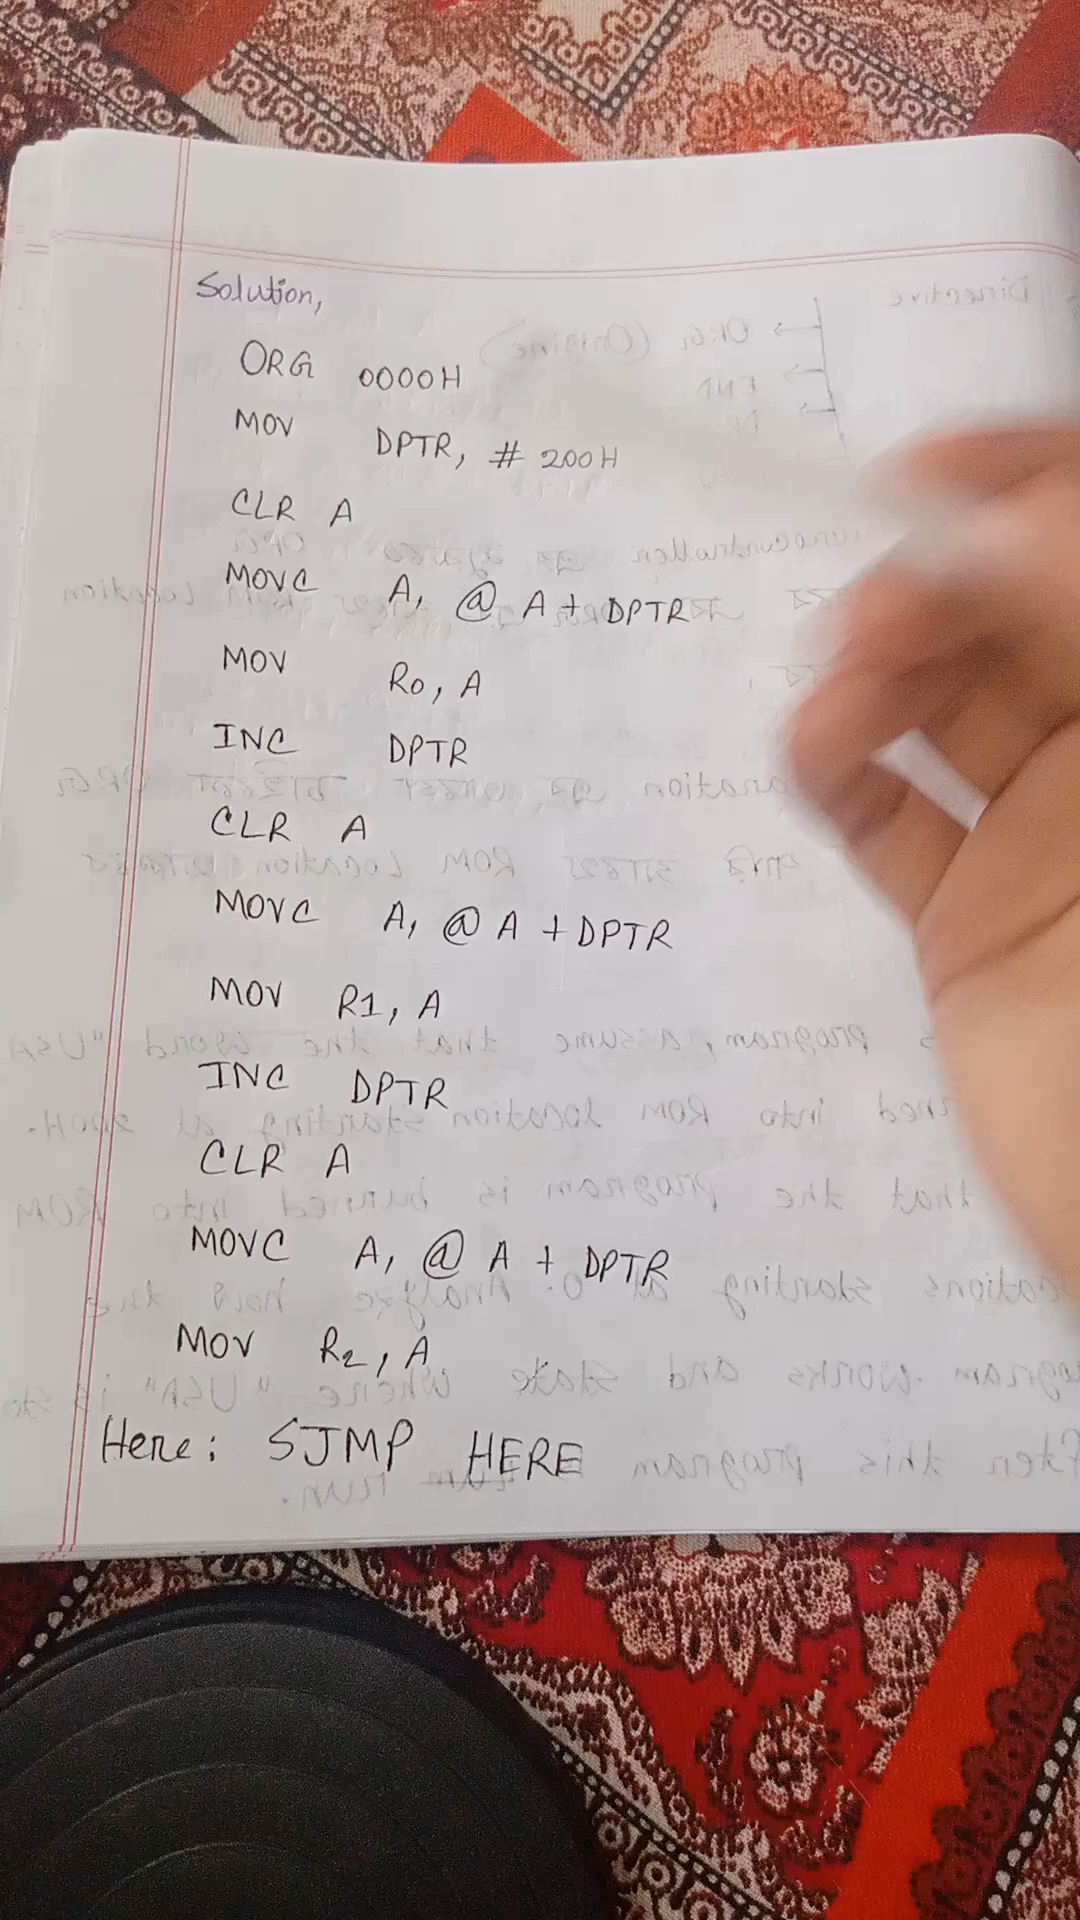 Solution,
ORG 0000H
MOV DPTR, # 200H
CLR A
MOVC A, @ A + DPTR
MOV R0, A
INC DPTR
CLR A
MOVC A, @ A + DPTR
MOV R1, A
INC DPTR
CLR A
MOVC A, @ A + DPTR
MOV R2, A
Here: SJMP HERE